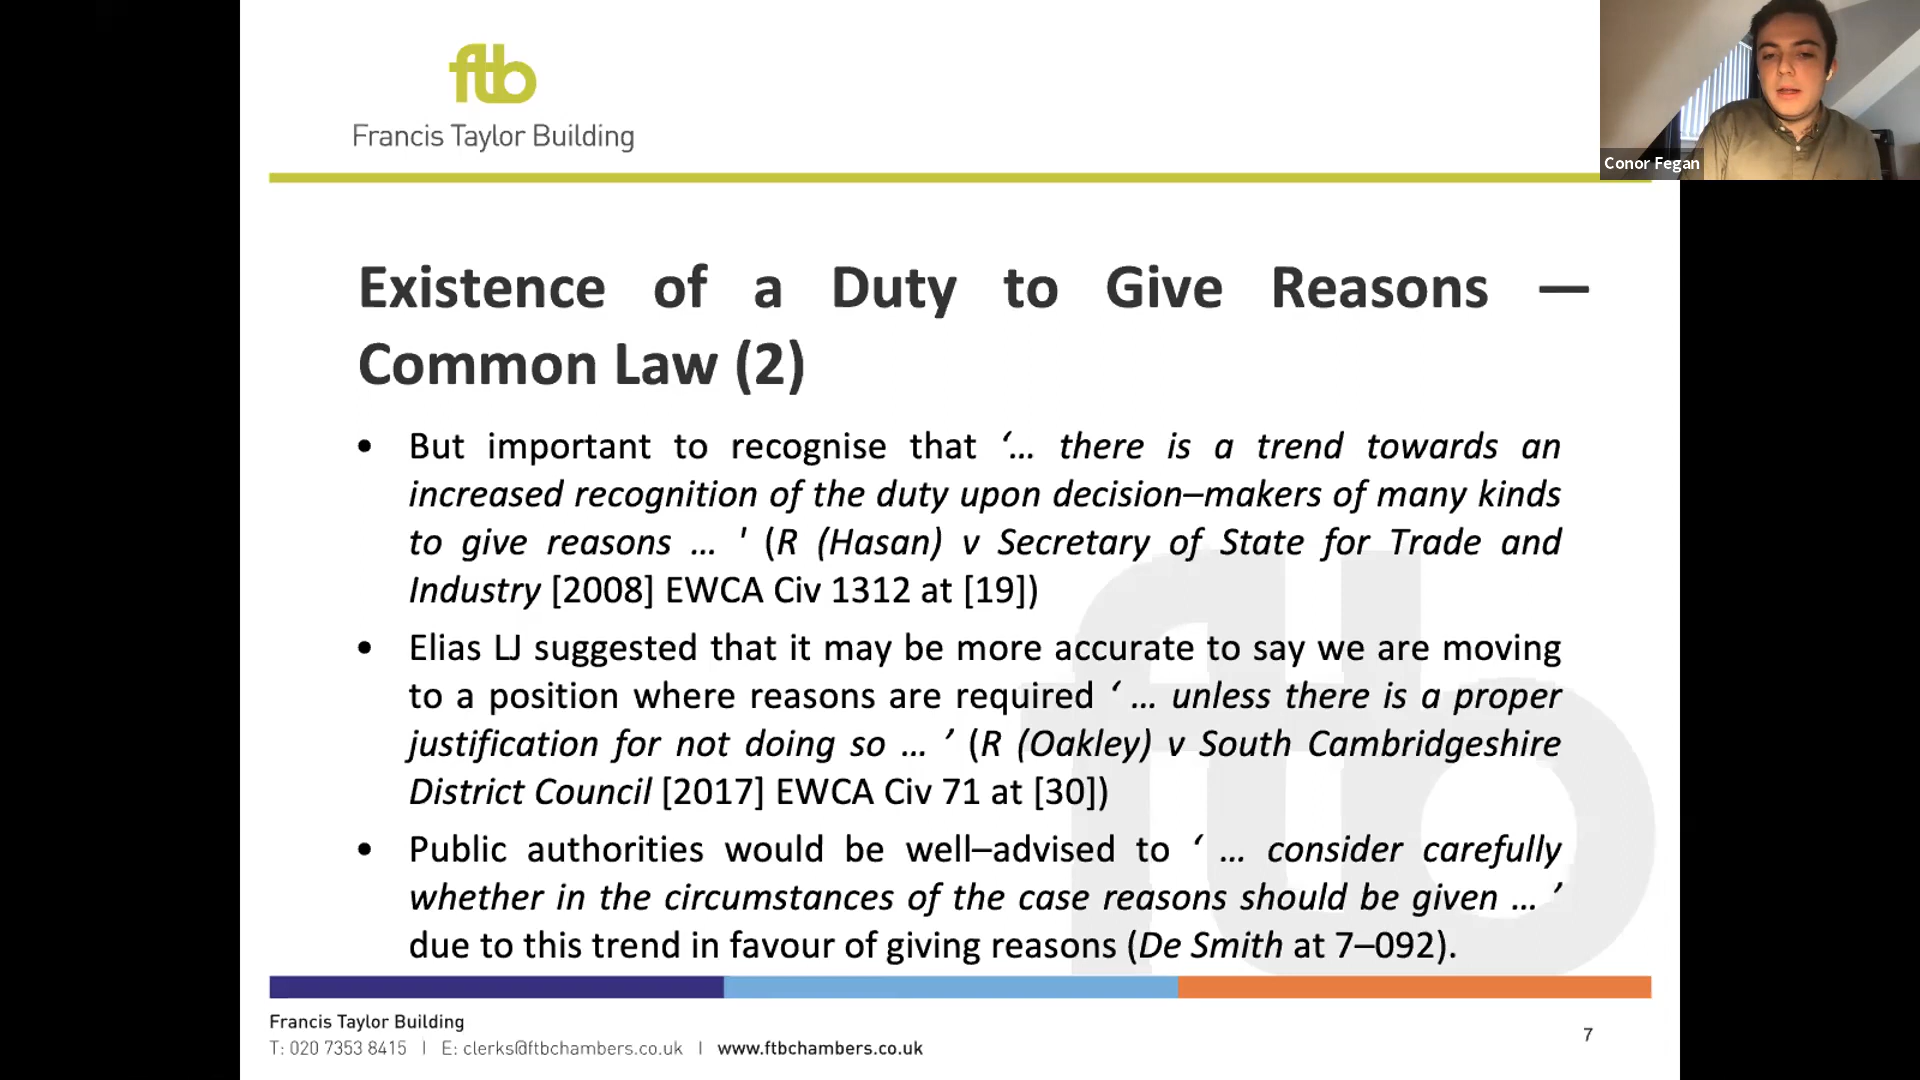 ftb
Francis Taylor Building
Conor Fegan
Existence of a Duty to Give Reasons —
Common Law (2)
• But important to recognise that ‘… there is a trend towards an
increased recognition of the duty upon decision–makers of many kinds
to give reasons … ' (R (Hasan) v Secretary of State for Trade and
Industry [2008] EWCA Civ 1312 at [19])
• Elias LJ suggested that it may be more accurate to say we are moving
to a position where reasons are required ‘ … unless there is a proper
justification for not doing so … ’ (R (Oakley) v South Cambridgeshire
District Council [2017] EWCA Civ 71 at [30])
• Public authorities would be well–advised to ‘ … consider carefully
whether in the circumstances of the case reasons should be given … ’
due to this trend in favour of giving reasons (De Smith at 7–092).
ftb
Francis Taylor Building
T: 020 7353 8415 | E: clerks@ftbchambers.co.uk | www.ftbchambers.co.uk
7